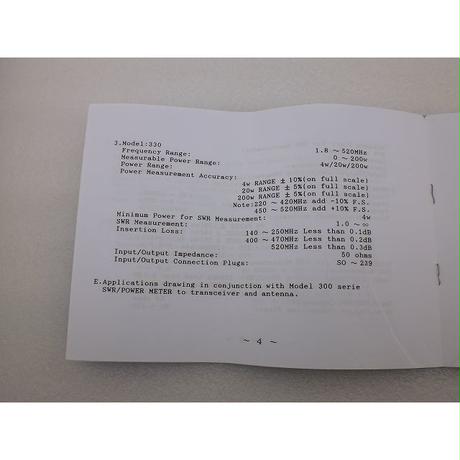 3.Model:330
Frequency Range: 1.8 ~ 520MHz
Measurable Power Range: 0 ~ 200w
Power Range: 4w/20w/200w
Power Measurement Accuracy:
4w RANGE ± 10%(on full scale)
20w RANGE ± 5%(on full scale)
200w RANGE ± 5%(on full scale)
Note:220 ~ 420MHz add -10% F.S.
450 ~ 520MHz add +10% F.S.
Minimum Power for SWR Measurement: 4w
SWR Measurement: 1.0 ~ ∞
Insertion Loss: 140 ~ 250MHz Less than 0.1dB
400 ~ 470MHz Less than 0.2dB
520MHz Less than 0.3dB
Input/Output Impedance: 50 ohms
Input/Output Connection Plugs: SO ~ 239
E.Applications drawing in conjunction with Model 300 serie
SWR/POWER METER to transceiver and antenna.
~ 4 ~